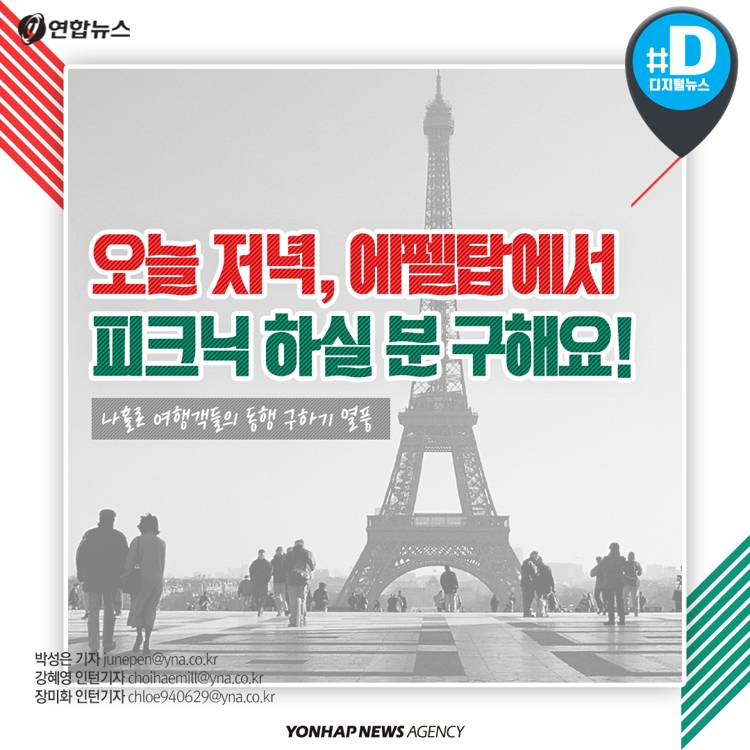 연합뉴스
#D
디지털뉴스
오늘 저녁, 에펠탑에서
피크닉 하실 분 구해요!
나홀로 여행객들의 동행 구하기 열풍
박성은 기자 junepen@yna.co.kr
강혜영 인턴기자 choihaemill@yna.co.kr
장미화 인턴기자 chloe940629@yna.co.kr
YONHAP NEWS AGENCY